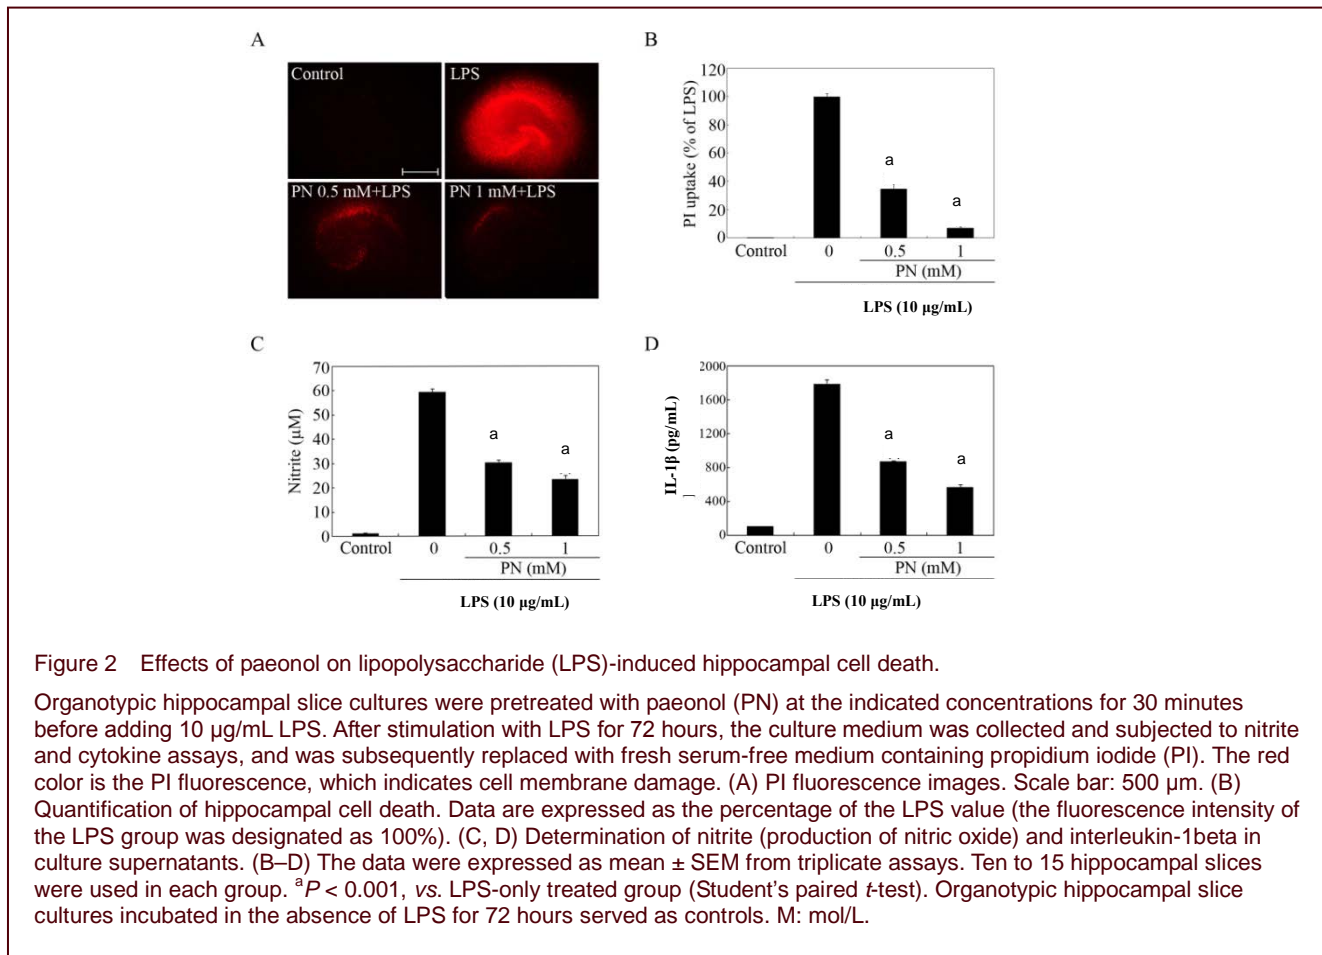 A
Control
LPS
PN 0.5 mM+LPS
PN 1 mM+LPS
B
PI uptake (% of LPS)
120
100
80
60
40
20
0
a
a
Control
0
0.5
1
PN (mM)
LPS (10 µg/mL)
C
Nitrite (µM)
70
60
50
40
30
20
10
0
a
a
Control
0
0.5
1
PN (mM)
LPS (10 µg/mL)
D
IL-1β (pg/mL)
2000
1600
1200
800
400
0
a
a
Control
0
0.5
1
PN (mM)
LPS (10 µg/mL)
Figure 2 Effects of paeonol on lipopolysaccharide (LPS)-induced hippocampal cell death.
Organotypic hippocampal slice cultures were pretreated with paeonol (PN) at the indicated concentrations for 30 minutes
before adding 10 µg/mL LPS. After stimulation with LPS for 72 hours, the culture medium was collected and subjected to nitrite
and cytokine assays, and was subsequently replaced with fresh serum-free medium containing propidium iodide (PI). The red
color is the PI fluorescence, which indicates cell membrane damage. (A) PI fluorescence images. Scale bar: 500 µm. (B)
Quantification of hippocampal cell death. Data are expressed as the percentage of the LPS value (the fluorescence intensity of
the LPS group was designated as 100%). (C, D) Determination of nitrite (production of nitric oxide) and interleukin-1beta in
culture supernatants. (B–D) The data were expressed as mean ± SEM from triplicate assays. Ten to 15 hippocampal slices
were used in each group. aP < 0.001, vs. LPS-only treated group (Student's paired t-test). Organotypic hippocampal slice
cultures incubated in the absence of LPS for 72 hours served as controls. M: mol/L.